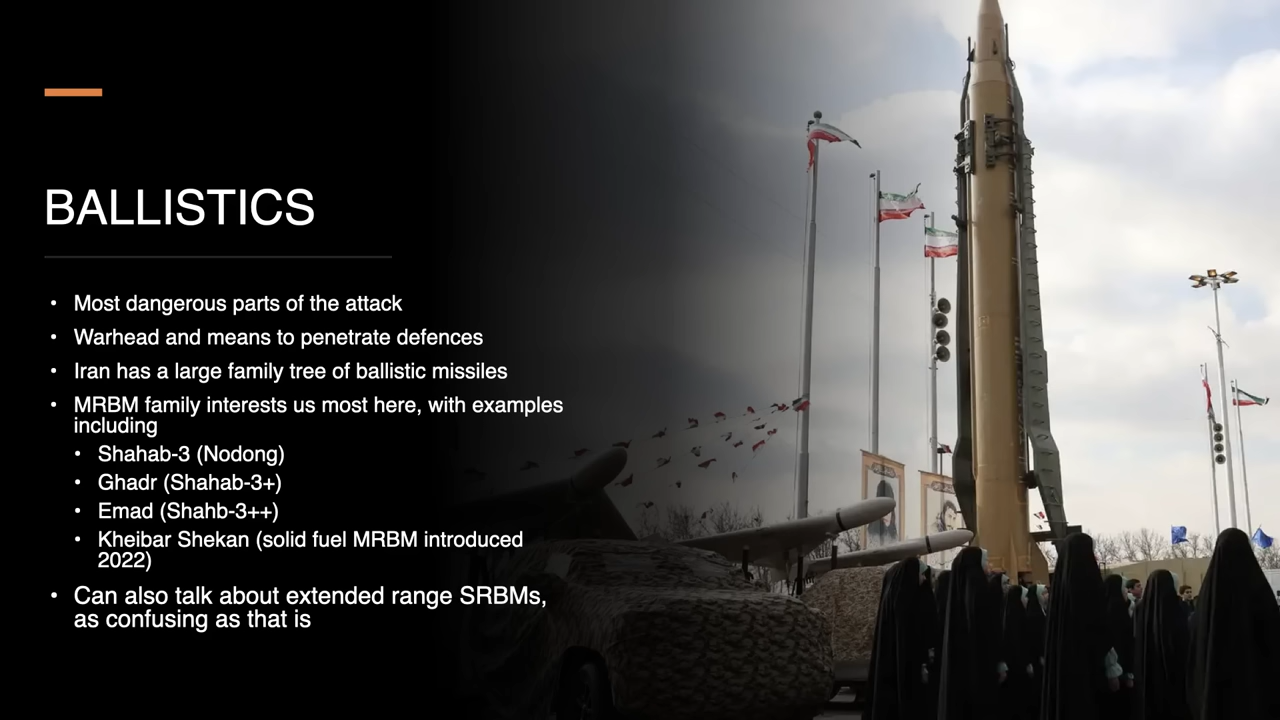 BALLISTICS
• Most dangerous parts of the attack
• Warhead and means to penetrate defences
• Iran has a large family tree of ballistic missiles
• MRBM family interests us most here, with examples
including
• Shahab-3 (Nodong)
• Ghadr (Shahab-3+)
• Emad (Shahb-3++)
• Kheibar Shekan (solid fuel MRBM introduced
2022)
• Can also talk about extended range SRBMs,
as confusing as that is